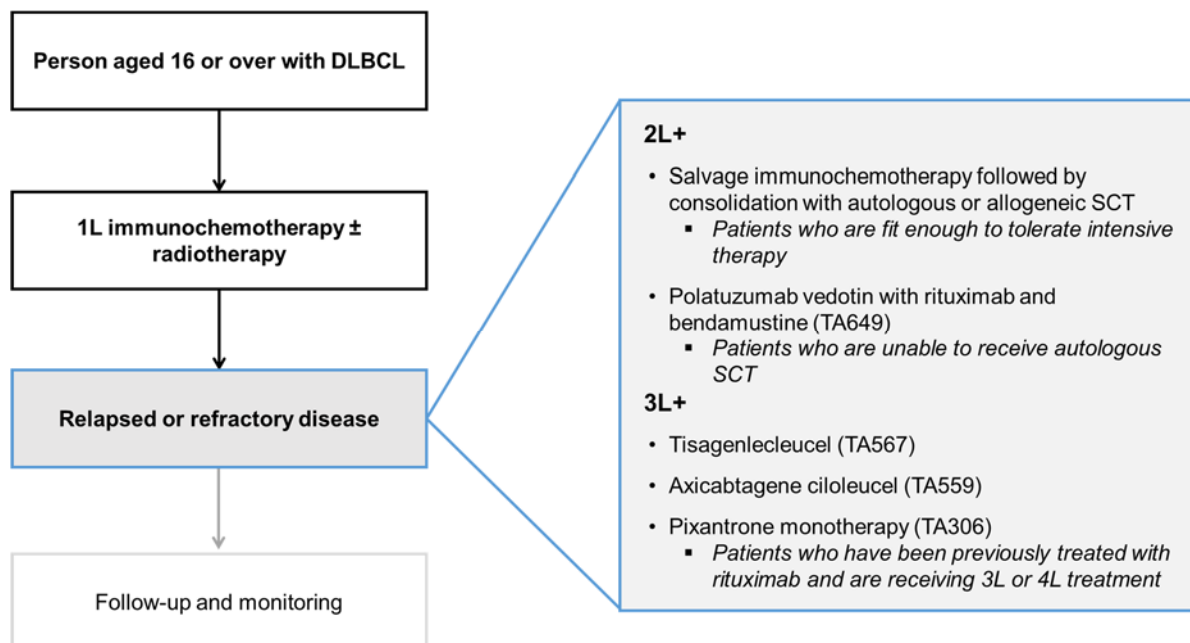 Person aged 16 or over with DLBCL
1L immunochemotherapy ±
radiotherapy
Relapsed or refractory disease
Follow-up and monitoring
2L+
• Salvage immunochemotherapy followed by
consolidation with autologous or allogeneic SCT
▪ Patients who are fit enough to tolerate intensive
therapy
• Polatuzumab vedotin with rituximab and
bendamustine (TA649)
▪ Patients who are unable to receive autologous
SCT
3L+
• Tisagenlecleucel (TA567)
• Axicabtagene ciloleucel (TA559)
• Pixantrone monotherapy (TA306)
▪ Patients who have been previously treated with
rituximab and are receiving 3L or 4L treatment